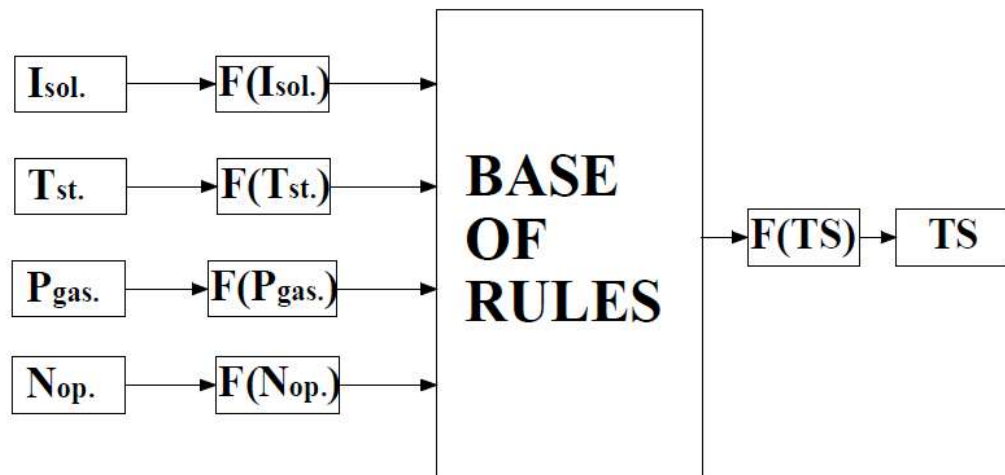 Isol.
F(Isol.)
Tst.
F(Tst.)
Pgas.
F(Pgas.)
Nop.
F(Nop.)
BASE
OF
RULES
F(TS)
TS